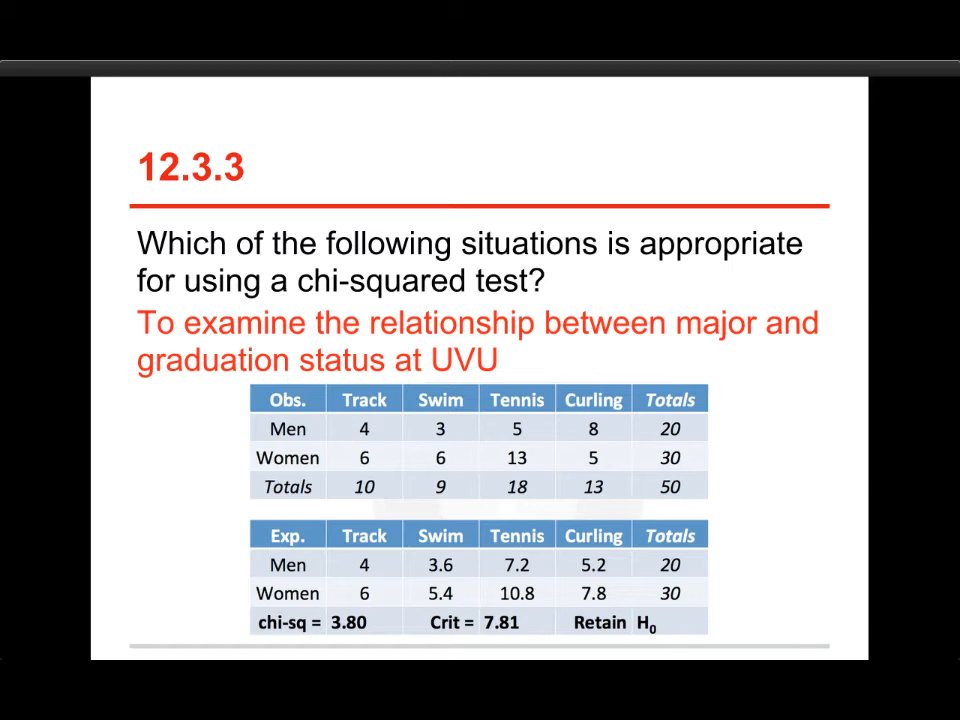 12.3.3
Which of the following situations is appropriate
for using a chi-squared test?
To examine the relationship between major and
graduation status at UVU
Obs. Track Swim Tennis Curling Totals
Men 4 3 5 8 20
Women 6 6 13 5 30
Totals 10 9 18 13 50
Exp. Track Swim Tennis Curling Totals
Men 4 3.6 7.2 5.2 20
Women 6 5.4 10.8 7.8 30
chi-sq = 3.80 Crit = 7.81 Retain H₀